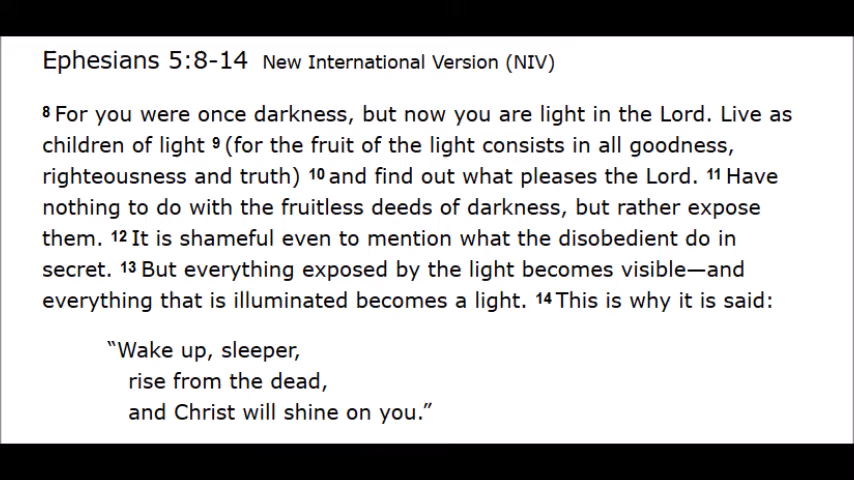 Ephesians 5:8-14 New International Version (NIV)
8 For you were once darkness, but now you are light in the Lord. Live as
children of light 9 (for the fruit of the light consists in all goodness,
righteousness and truth) 10 and find out what pleases the Lord. 11 Have
nothing to do with the fruitless deeds of darkness, but rather expose
them. 12 It is shameful even to mention what the disobedient do in
secret. 13 But everything exposed by the light becomes visible—and
everything that is illuminated becomes a light. 14 This is why it is said:
“Wake up, sleeper,
rise from the dead,
and Christ will shine on you.”